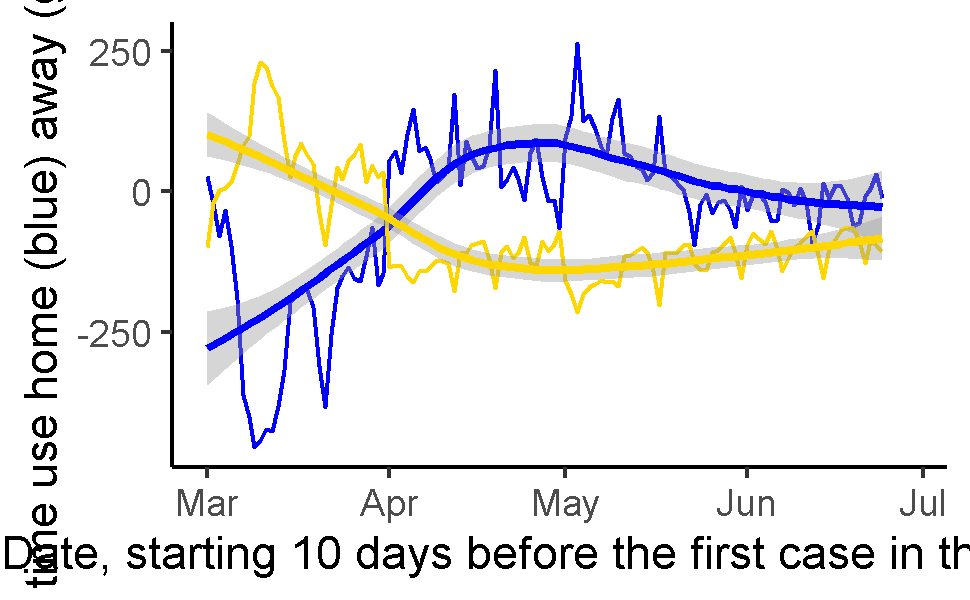 time use home (blue) away (
250
0
-250
Mar Apr May Jun Jul
Date, starting 10 days before the first case in th